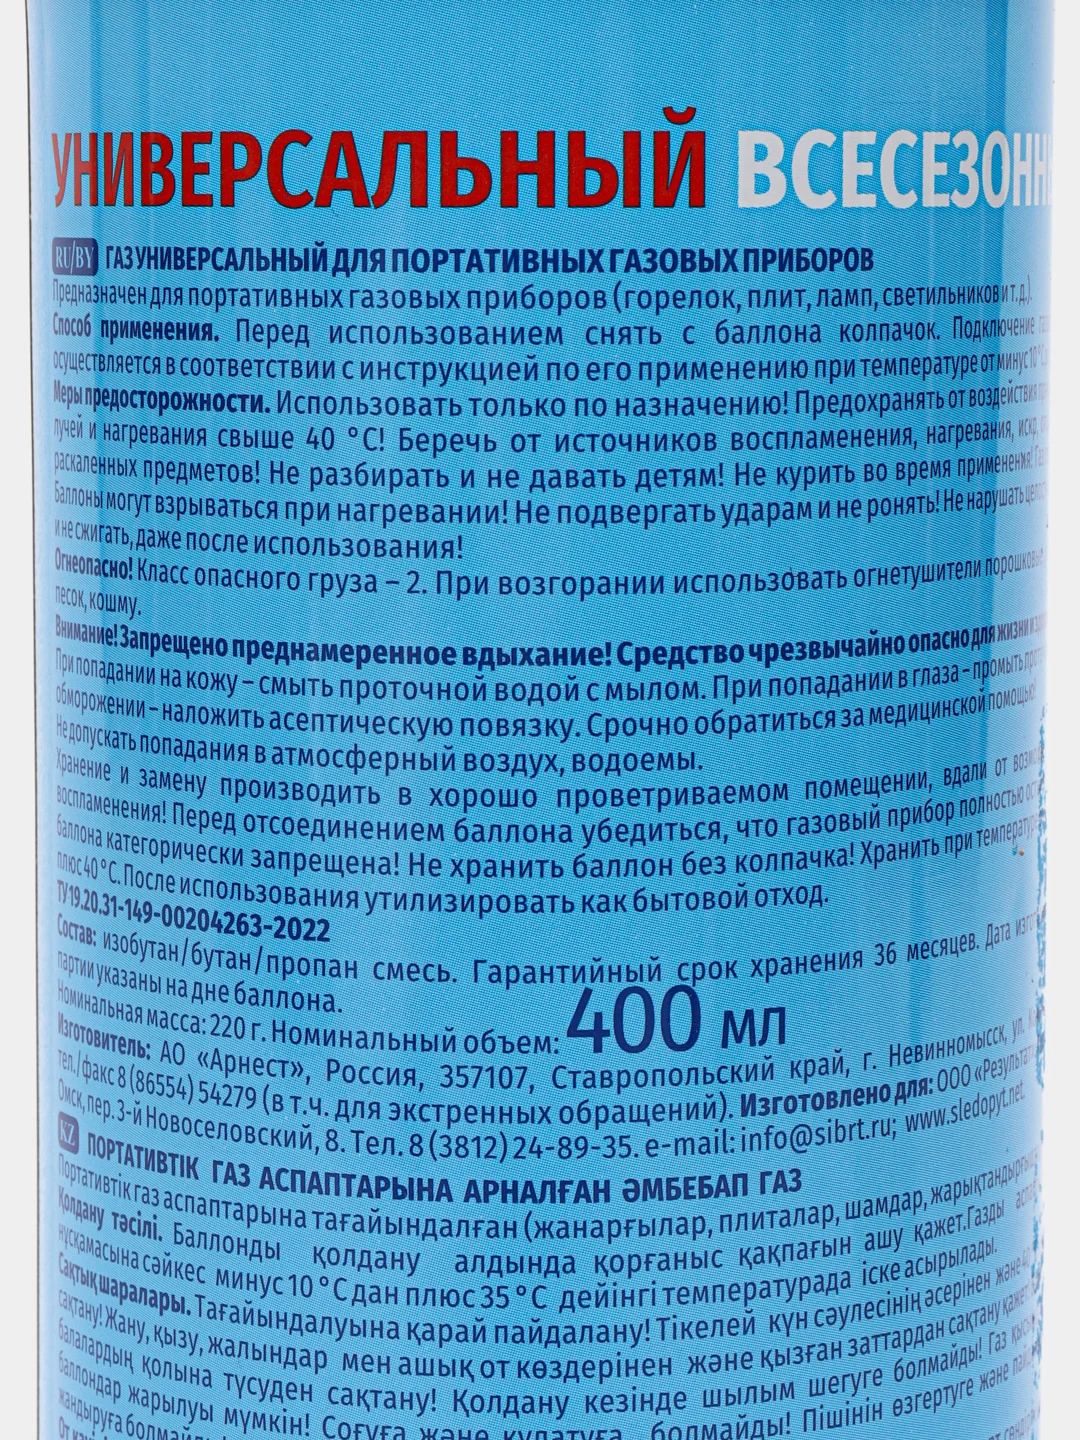 УНИВЕРСАЛЬНЫЙ ВСЕСЕЗОНН
RU/BY ГАЗ УНИВЕРСАЛЬНЫЙ ДЛЯ ПОРТАТИВНЫХ ГАЗОВЫХ ПРИБОРОВ
Предназначен для портативных газовых приборов (горелок, плит, ламп, светильников и т.д.).
Способ применения. Перед использованием снять с баллона колпачок. Подключение
осуществляется в соответствии с инструкцией по его применению при температуре от минус 10 °С
Меры предосторожности. Использовать только по назначению! Предохранять от воздействия
лучей и нагревания свыше 40 °С! Беречь от источников воспламенения, нагревания, искр,
раскаленных предметов! Не разбирать и не давать детям! Не курить во время применения!
Баллоны могут взрываться при нагревании! Не подвергать ударам и не ронять! Не нарушать
и не сжигать, даже после использования!
Огнеопасно! Класс опасного груза – 2. При возгорании использовать огнетушители
песок, кошму.
Внимание! Запрещено преднамеренное вдыхание! Средство чрезвычайно опасно для жизни и
При попадании на кожу – смыть проточной водой с мылом. При попадании в глаза – промыть
обморожении – наложить асептическую повязку. Срочно обратиться за медицинской помощью!
Не допускать попадания в атмосферный воздух, водоемы.
Хранение и замену производить в хорошо проветриваемом помещении, вдали от
воспламенения! Перед отсоединением баллона убедиться, что газовый прибор полностью
баллона категорически запрещена! Не хранить баллон без колпачка! Хранить при
плюс 40 °С. После использования утилизировать как бытовой отход.
ТУ 19.20.31-149-00204263-2022
Состав: изобутан/бутан/пропан смесь. Гарантийный срок хранения 36 месяцев. Дата
партии указаны на дне баллона.
Номинальная масса: 220 г. Номинальный объем: 400 мл
Изготовитель: АО «Арнест», Россия, 357107, Ставропольский край, г. Невинномысск, ул.
тел./факс 8 (86554) 54279 (в т.ч. для экстренных обращений). Изготовлено для: ООО
Омск, пер. 3-й Новоселовский, 8. Тел. 8 (3812) 24-89-35. e-mail: info@sibrt.ru; www.sledopyt.net.
KZ ПОРТАТИВТІК ГАЗ АСПАПТАРЫНА АРНАЛҒАН ӘМБЕБАП ГАЗ
Портативтік газ аспаптарына тағайындалған (жанарғылар, плиталар, шамдар,
Қолдану тәсілі. Баллонды қолдану алдында қорғаныс қақпағын ашу қажет. Газды
нұсқамасына сәйкес минус 10 °С дан плюс 35 °С дейінгі температурада іске асырылады.
Сақтық шаралары. Тағайындалуына қарай пайдалану! Тікелей күн сәулесінің әсерінен және
сақтану! Жану, қызу, жалындар мен ашық от көздерінен және қызған заттардан сақтану қажет
балалардың қолына түсуден сақтану! Қолдану кезінде шылым шегуге болмайды! Газ
баллондар жарылуы мүмкін! Соғуға және құлатуға болмайды! Пішінін өзгертуге және
жандыруға